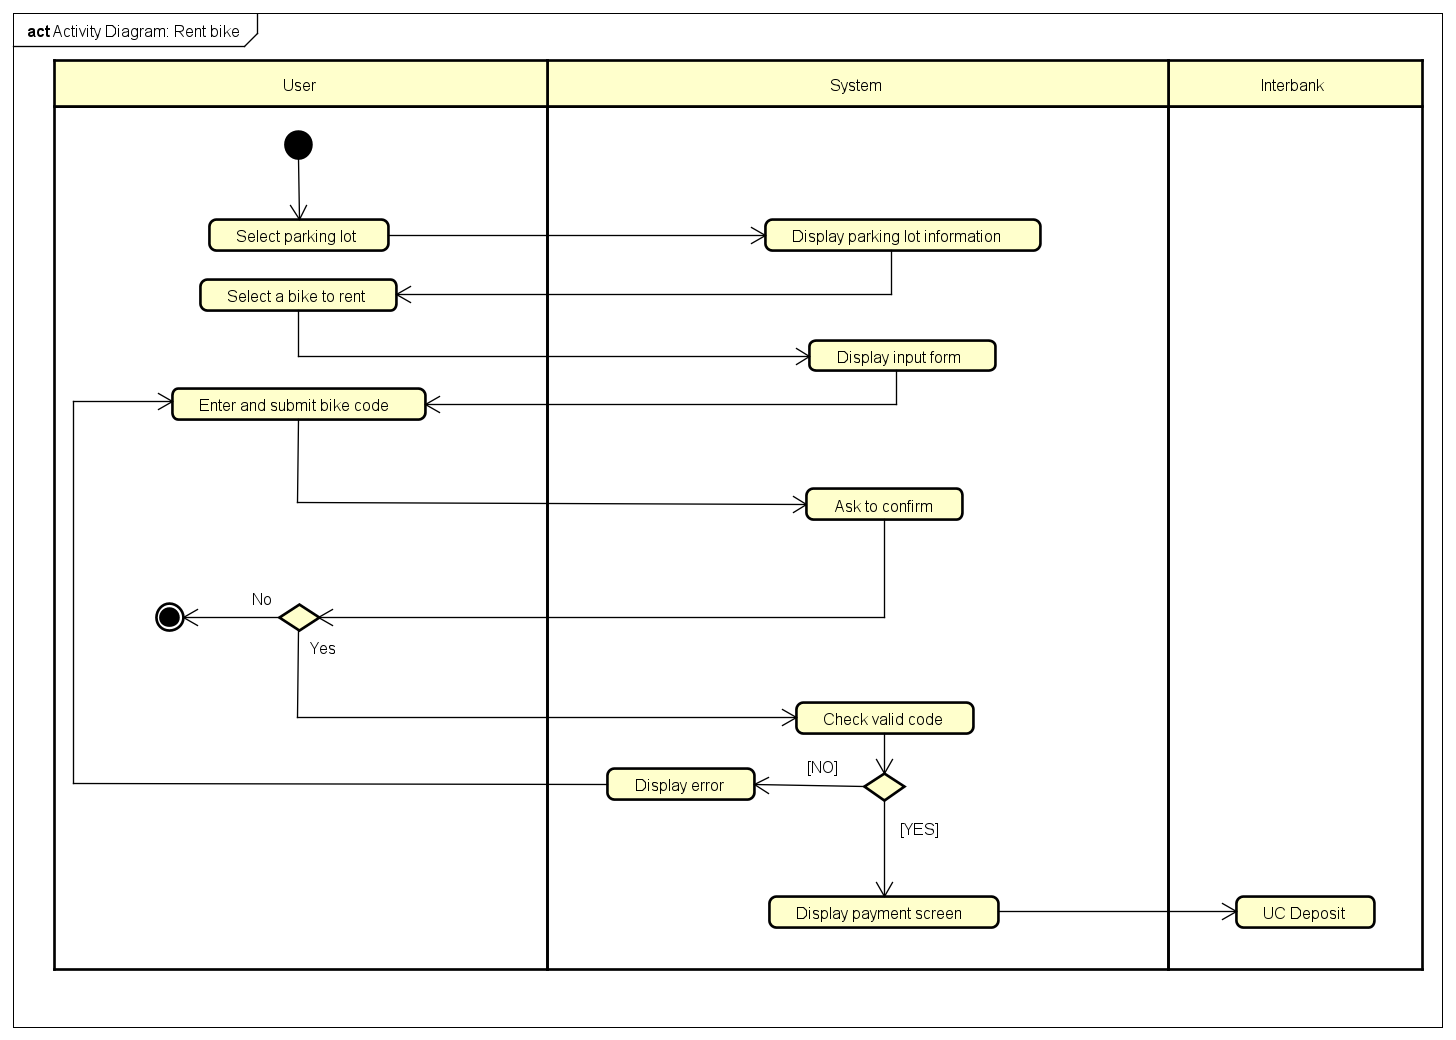 act Activity Diagram: Rent bike
User
System
Interbank
Select parking lot
Display parking lot information
Select a bike to rent
Display input form
Enter and submit bike code
Ask to confirm
No
Yes
Check valid code
[NO]
Display error
[YES]
Display payment screen
UC Deposit